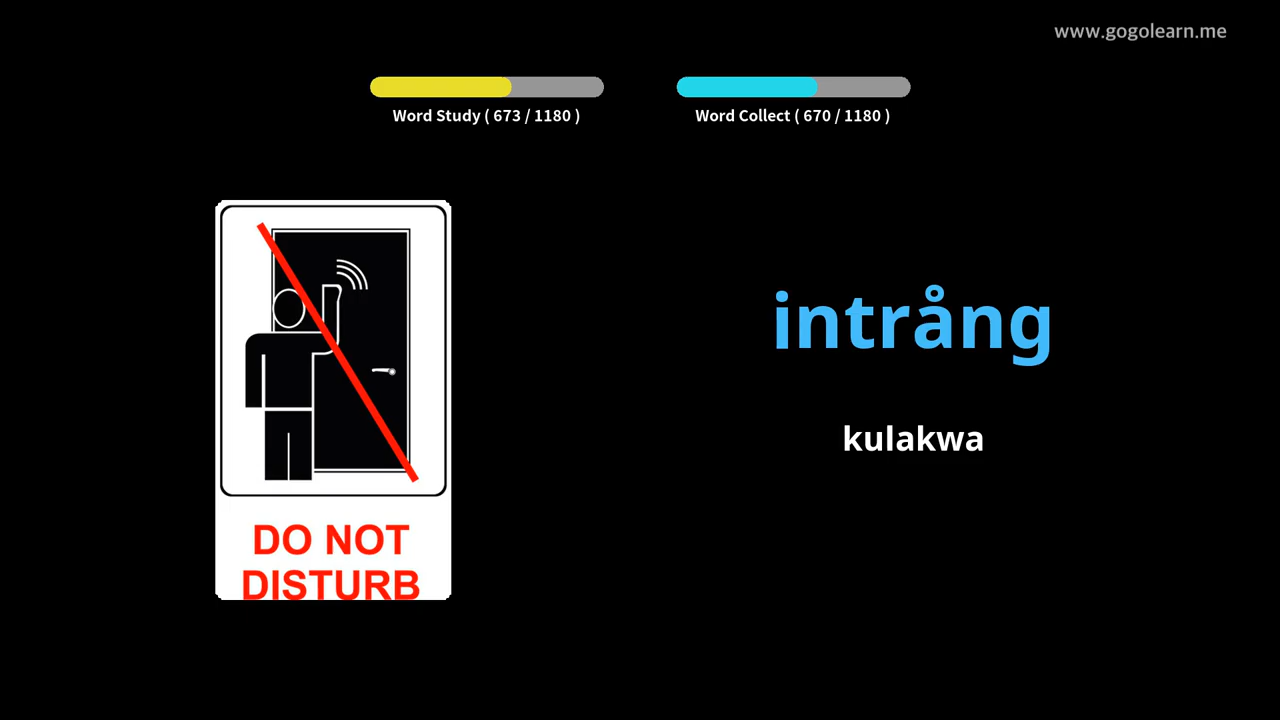 www.gogolearn.me
Word Study ( 673 / 1180 )
Word Collect ( 670 / 1180 )
intrång
kulakwa
DO NOT
DISTURB